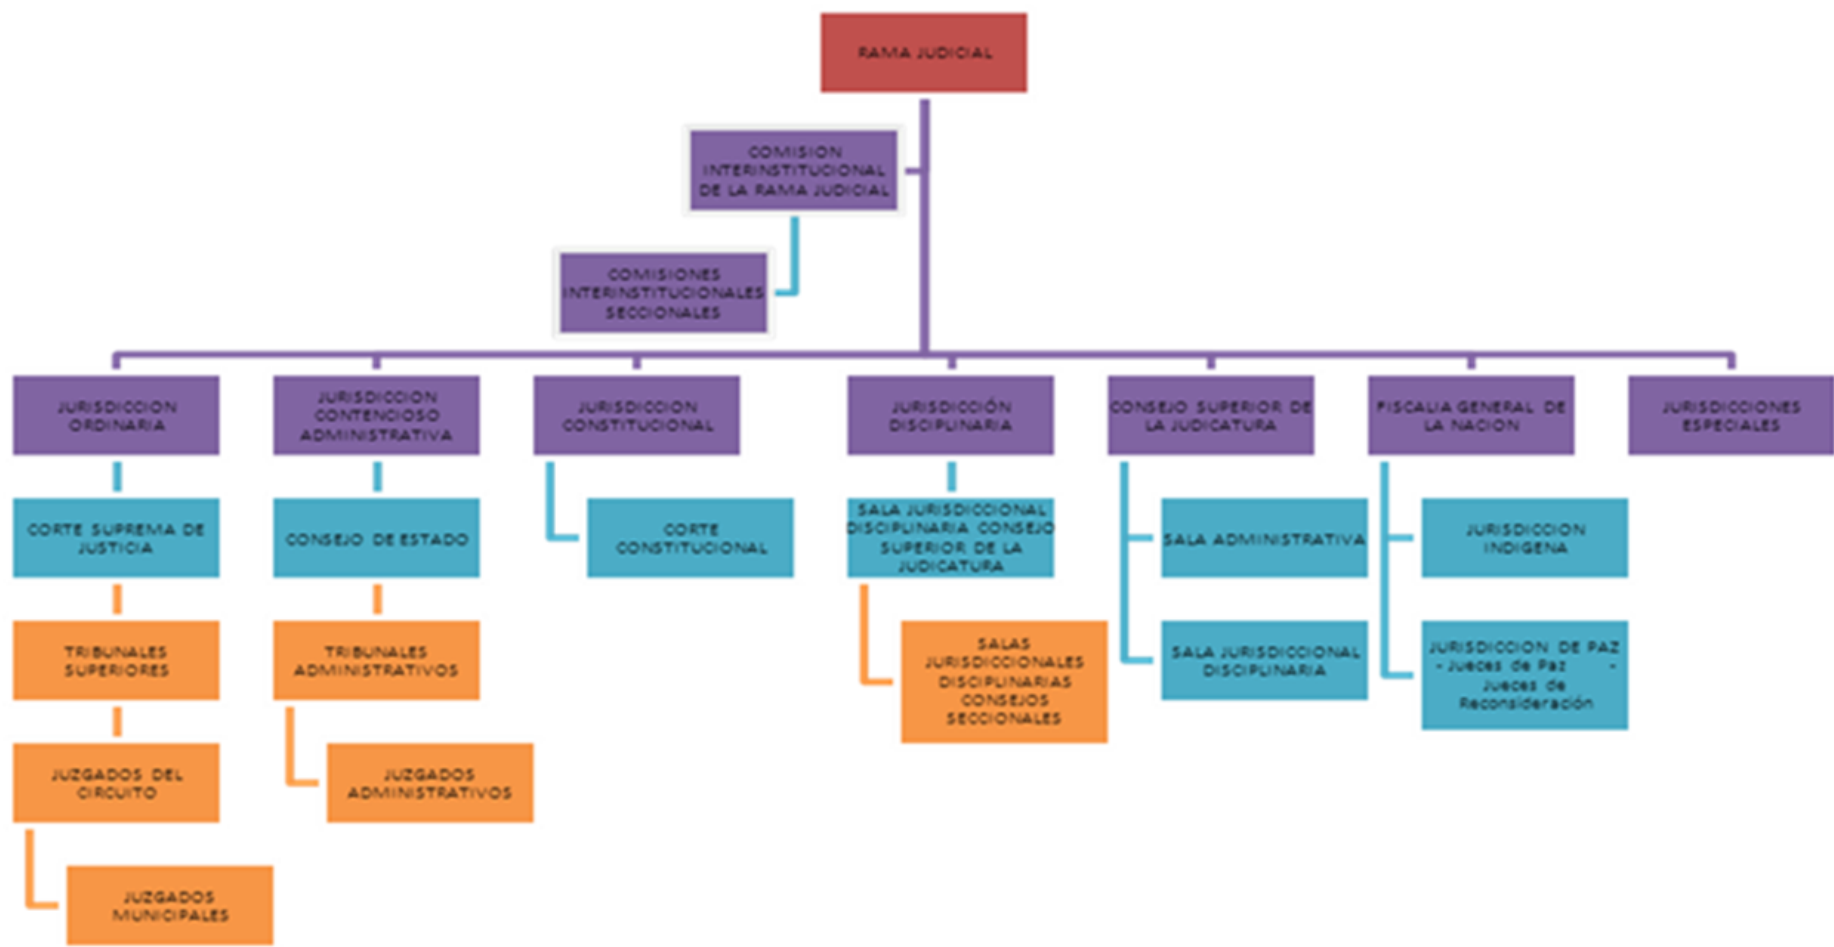 RAMA JUDICIAL
COMISION
INTERINSTITUCIONAL
DE LA RAMA JUDICIAL
COMISIONES
INTERINSTITUCIONALES
SECCIONALES
JURISDICCION
ORDINARIA
JURISDICCION
CONTENCIOSO
ADMINISTRATIVA
JURISDICCION
CONSTITUCIONAL
JURISDICCIÓN
DISCIPLINARIA
CONSEJO SUPERIOR DE
LA JUDICATURA
FISCALIA GENERAL DE
LA NACION
JURISDICCIONES
ESPECIALES
CORTE SUPREMA DE
JUSTICIA
CONSEJO DE ESTADO
CORTE
CONSTITUCIONAL
SALA JURISDICCIONAL
DISCIPLINARIA CONSEJO
SUPERIOR DE LA
JUDICATURA
SALA ADMINISTRATIVA
JURISDICCION
INDIGENA
TRIBUNALES
SUPERIORES
TRIBUNALES
ADMINISTRATIVOS
SALAS
JURISDICCIONALES
DISCIPLINARIAS
CONSEJOS
SECCIONALES
SALA JURISDICCIONAL
DISCIPLINARIA
JURISDICCION DE PAZ
- Jueces de Paz -
Jueces de
Reconsideración
JUZGADOS DEL
CIRCUITO
JUZGADOS
ADMINISTRATIVOS
JUZGADOS
MUNICIPALES